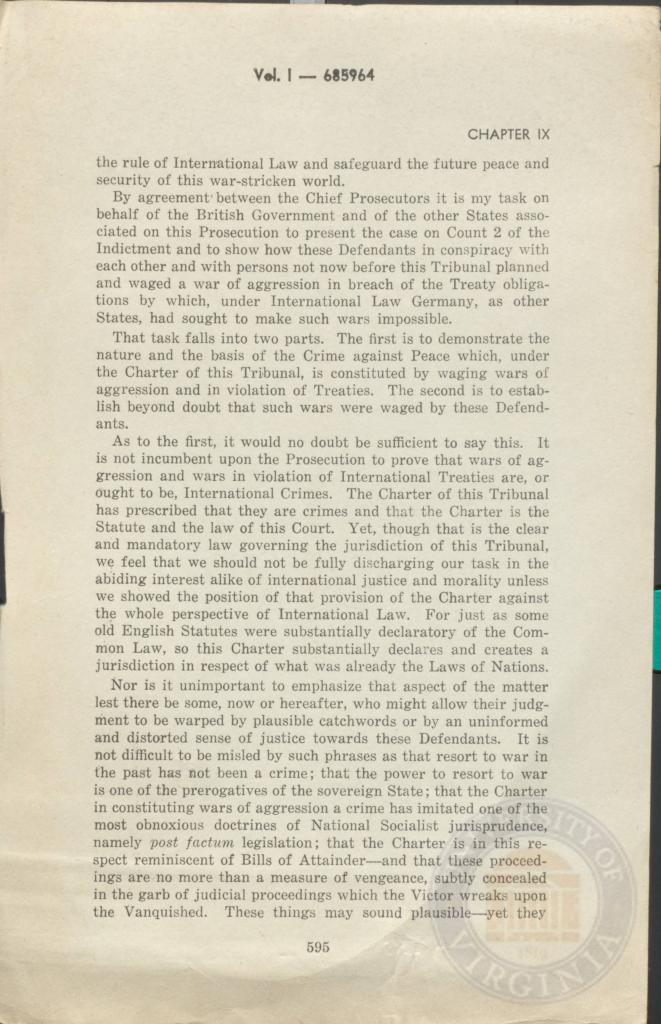 Vol. I — 685964
CHAPTER IX
the rule of International Law and safeguard the future peace and
security of this war-stricken world.
By agreement between the Chief Prosecutors it is my task on
behalf of the British Government and of the other States asso-
ciated on this Prosecution to present the case on Count 2 of the
Indictment and to show how these Defendants in conspiracy with
each other and with persons not now before this Tribunal planned
and waged a war of aggression in breach of the Treaty obliga-
tions by which, under International Law Germany, as other
States, had sought to make such wars impossible.
That task falls into two parts. The first is to demonstrate the
nature and the basis of the Crime against Peace which, under
the Charter of this Tribunal, is constituted by waging wars of
aggression and in violation of Treaties. The second is to estab-
lish beyond doubt that such wars were waged by these Defend-
ants.
As to the first, it would no doubt be sufficient to say this. It
is not incumbent upon the Prosecution to prove that wars of ag-
gression and wars in violation of International Treaties are, or
ought to be, International Crimes. The Charter of this Tribunal
has prescribed that they are crimes and that the Charter is the
Statute and the law of this Court. Yet, though that is the clear
and mandatory law governing the jurisdiction of this Tribunal,
we feel that we should not be fully discharging our task in the
abiding interest alike of international justice and morality unless
we showed the position of that provision of the Charter against
the whole perspective of International Law. For just as some
old English Statutes were substantially declaratory of the Com-
mon Law, so this Charter substantially declares and creates a
jurisdiction in respect of what was already the Laws of Nations.
Nor is it unimportant to emphasize that aspect of the matter
lest there be some, now or hereafter, who might allow their judg-
ment to be warped by plausible catchwords or by an uninformed
and distorted sense of justice towards these Defendants. It is
not difficult to be misled by such phrases as that resort to war in
the past has not been a crime; that the power to resort to war
is one of the prerogatives of the sovereign State; that the Charter
in constituting wars of aggression a crime has imitated one of the
most obnoxious doctrines of National Socialist jurisprudence,
namely post factum legislation; that the Charter is in this re-
spect reminiscent of Bills of Attainder—and that these proceed-
ings are no more than a measure of vengeance, subtly concealed
in the garb of judicial proceedings which the Victor wreaks upon
the Vanquished. These things may sound plausible—yet they
595
UNIVERSITY OF VIRGINIA
1819